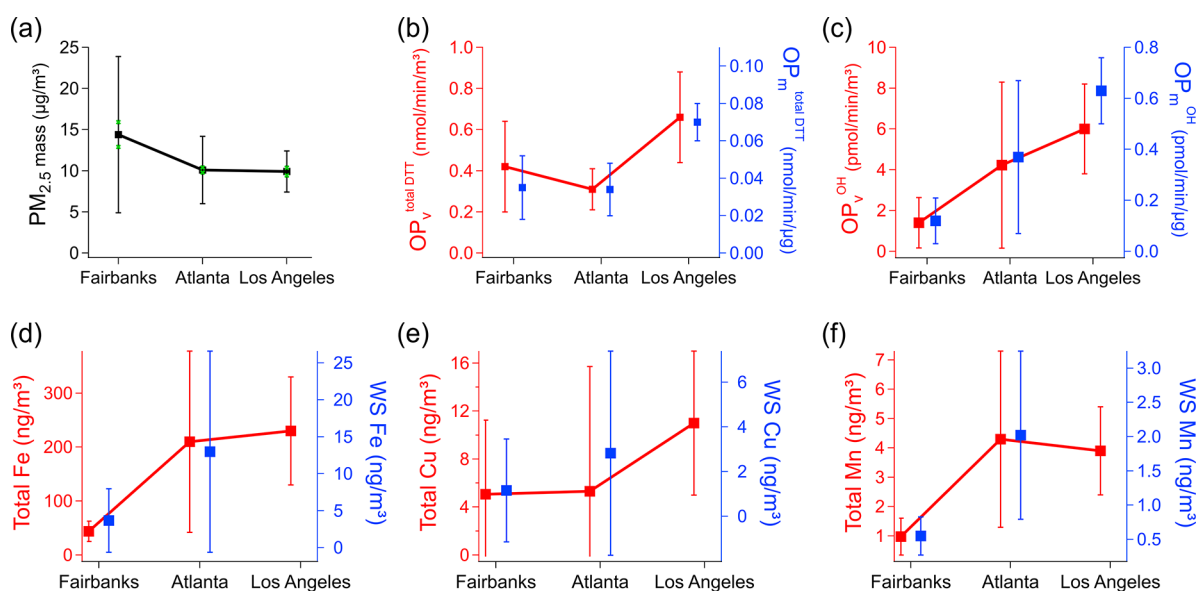 (a)
PM2.5 mass (µg/m³)
25
20
15
10
5
0
Fairbanks Atlanta Los Angeles
(b)
OPv total DTT (nmol/min/m³)
1.0
0.8
0.6
0.4
0.2
0.0
0.10
0.08
0.06
0.04
0.02
0.00
OPm total DTT (nmol/min/µg)
Fairbanks Atlanta Los Angeles
(c)
OPv OH (pmol/min/m³)
10
8
6
4
2
0
0.8
0.6
0.4
0.2
0.0
OPm OH (pmol/min/µg)
Fairbanks Atlanta Los Angeles
(d)
Total Fe (ng/m³)
300
200
100
0
25
20
15
10
5
0
WS Fe (ng/m³)
Fairbanks Atlanta Los Angeles
(e)
Total Cu (ng/m³)
16
12
8
4
0
6
4
2
0
WS Cu (ng/m³)
Fairbanks Atlanta Los Angeles
(f)
Total Mn (ng/m³)
7
6
5
4
3
2
1
3.0
2.5
2.0
1.5
1.0
0.5
WS Mn (ng/m³)
Fairbanks Atlanta Los Angeles